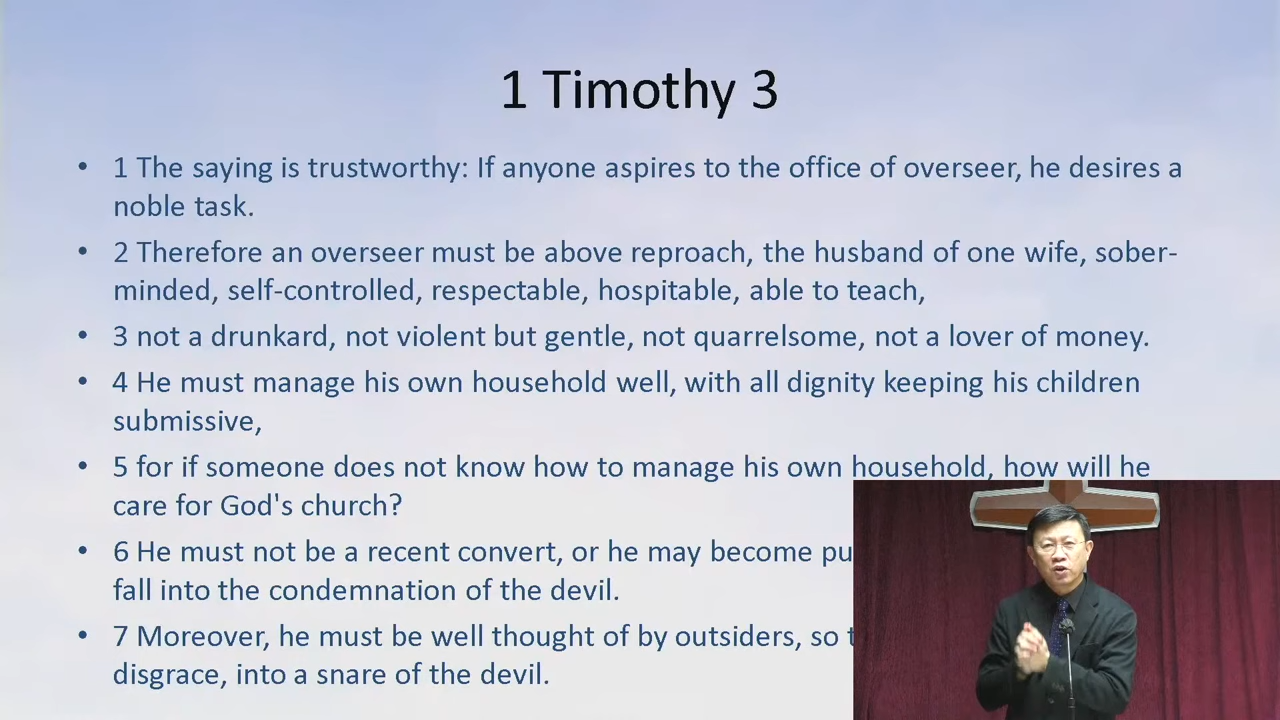 1 Timothy 3
• 1 The saying is trustworthy: If anyone aspires to the office of overseer, he desires a
noble task.
• 2 Therefore an overseer must be above reproach, the husband of one wife, sober-
minded, self-controlled, respectable, hospitable, able to teach,
• 3 not a drunkard, not violent but gentle, not quarrelsome, not a lover of money.
• 4 He must manage his own household well, with all dignity keeping his children
submissive,
• 5 for if someone does not know how to manage his own household, how will he
care for God's church?
• 6 He must not be a recent convert, or he may become pu
fall into the condemnation of the devil.
• 7 Moreover, he must be well thought of by outsiders, so
disgrace, into a snare of the devil.